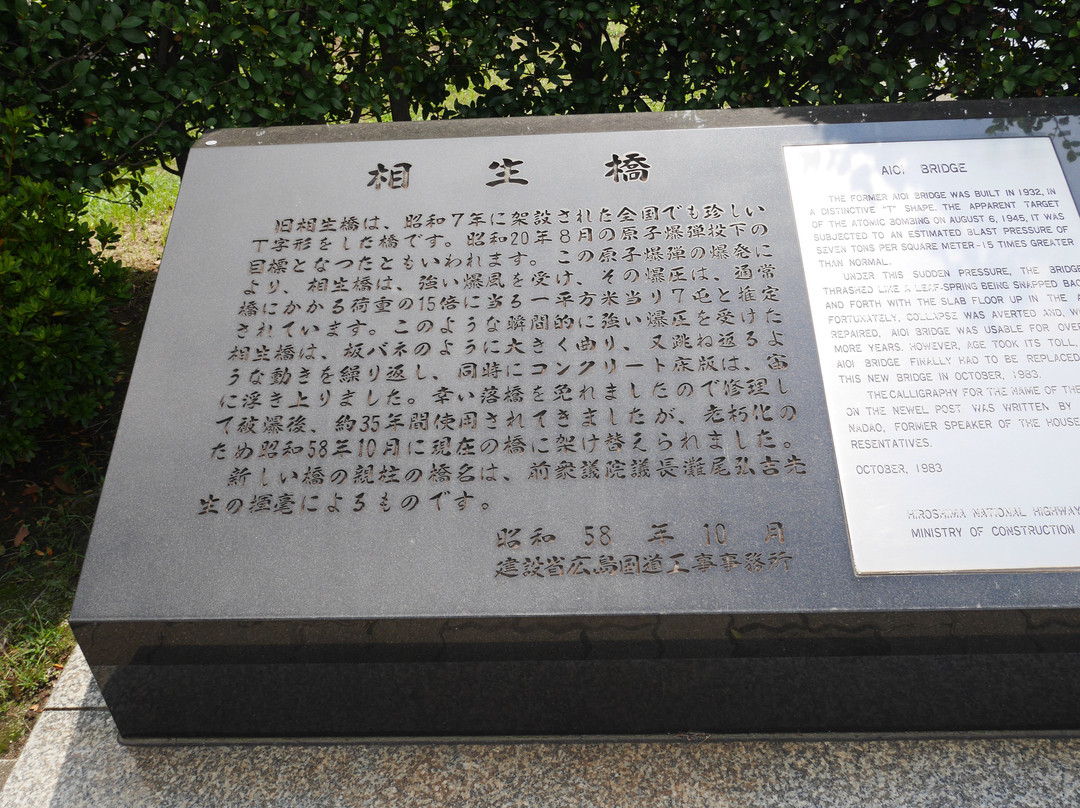 相生橋
旧相生橋は、昭和7年に架設された全国でも珍しい
丁字形をした橋です。昭和20年8月の原子爆弾投下の
目標となつたともいわれます。この原子爆弾の爆発に
より、相生橋は、強い爆風を受け、その爆圧は、通常
橋にかかる荷重の15倍に当る一平方米当り7屯と推定
されています。このような瞬間的に強い爆圧を受けた
相生橋は、板バネのように大きく曲り、又跳ね返るよ
うな動きを繰り返し、同時にコンクリート床版は、宙
に浮き上りました。幸い落橋を免れましたので修理し
て被爆後、約35年間使用されてきましたが、老朽化の
ため昭和58年10月に現在の橋に架け替えられました。
新しい橋の親柱の橋名は、前衆議院議長灘尾弘吉先
生の揮毫によるものです。
昭和 58 年 10 月
建設省広島国道工事事務所
AIOI BRIDGE
THE FORMER AIOI BRIDGE WAS BUILT IN 1932, IN
A DISTINCTIVE "T" SHAPE. THE APPARENT TARGET
OF THE ATOMIC BOMBING ON AUGUST 6, 1945, IT WAS
SUBJECTED TO AN ESTIMATED BLAST PRESSURE OF
SEVEN TONS PER SQUARE METER-15 TIMES GREATER
THAN NORMAL.
UNDER THIS SUDDEN PRESSURE, THE BRIDGE
THRASHED LIKE A LEAF-SPRING BEING SNAPPED
AND FORTH WITH THE SLAB FLOOR UP IN THE
FORTUNATELY, COLLAPSE WAS AVERTED AND,
REPAIRED, AIOI BRIDGE WAS USABLE FOR OVER
MORE YEARS. HOWEVER, AGE TOOK ITS TOLL,
AIOI BRIDGE FINALLY HAD TO BE REPLACED
THIS NEW BRIDGE IN OCTOBER, 1983.
THE CALLIGRAPHY FOR THE NAME OF THE
ON THE NEWEL POST WAS WRITTEN BY
NADAO, FORMER SPEAKER OF THE HOUSE
RESENTATIVES.
OCTOBER, 1983
HIROSHIMA NATIONAL HIGHWAY
MINISTRY OF CONSTRUCTION